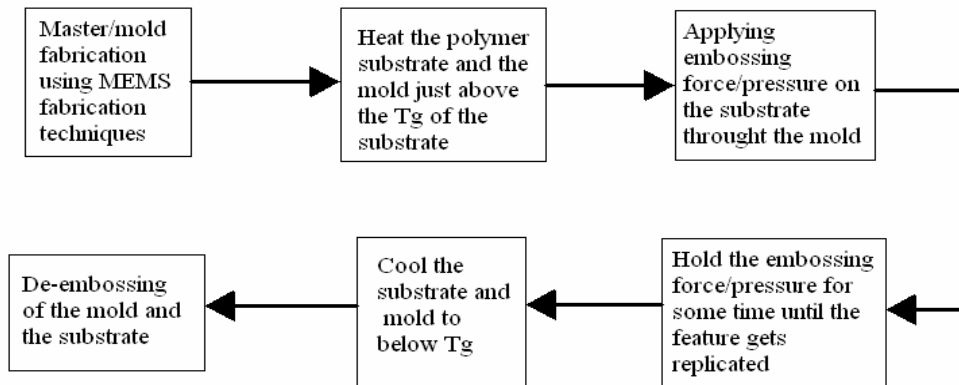 Master/mold
fabrication
using MEMS
fabrication
techniques
Heat the polymer
substrate and the
mold just above
the Tg of the
substrate
Applying
embossing
force/pressure on
the substrate
throught the mold
Hold the embossing
force/pressure for
some time until the
feature gets
replicated
Cool the
substrate and
mold to
below Tg
De-embossing
of the mold and
the substrate